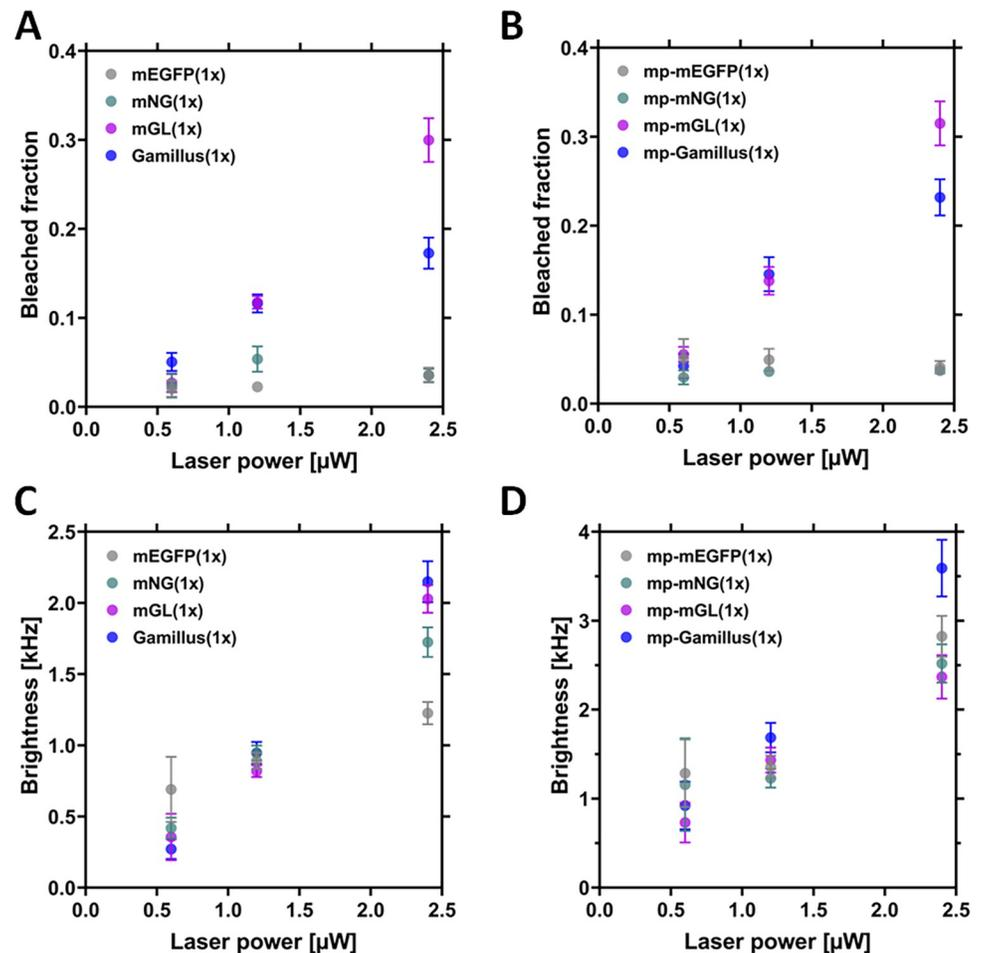 A
0.4
0.3
0.2
0.1
0.0
Bleached fraction
mEGFP(1x)
mNG(1x)
mGL(1x)
Gamillus(1x)
0.0 0.5 1.0 1.5 2.0 2.5
Laser power [µW]
B
0.4
0.3
0.2
0.1
0.0
Bleached fraction
mp-mEGFP(1x)
mp-mNG(1x)
mp-mGL(1x)
mp-Gamillus(1x)
0.0 0.5 1.0 1.5 2.0 2.5
Laser power [µW]
C
2.5
2.0
1.5
1.0
0.5
0.0
Brightness [kHz]
mEGFP(1x)
mNG(1x)
mGL(1x)
Gamillus(1x)
0.0 0.5 1.0 1.5 2.0 2.5
Laser power [µW]
D
4
3
2
1
0
Brightness [kHz]
mp-mEGFP(1x)
mp-mNG(1x)
mp-mGL(1x)
mp-Gamillus(1x)
0.0 0.5 1.0 1.5 2.0 2.5
Laser power [µW]